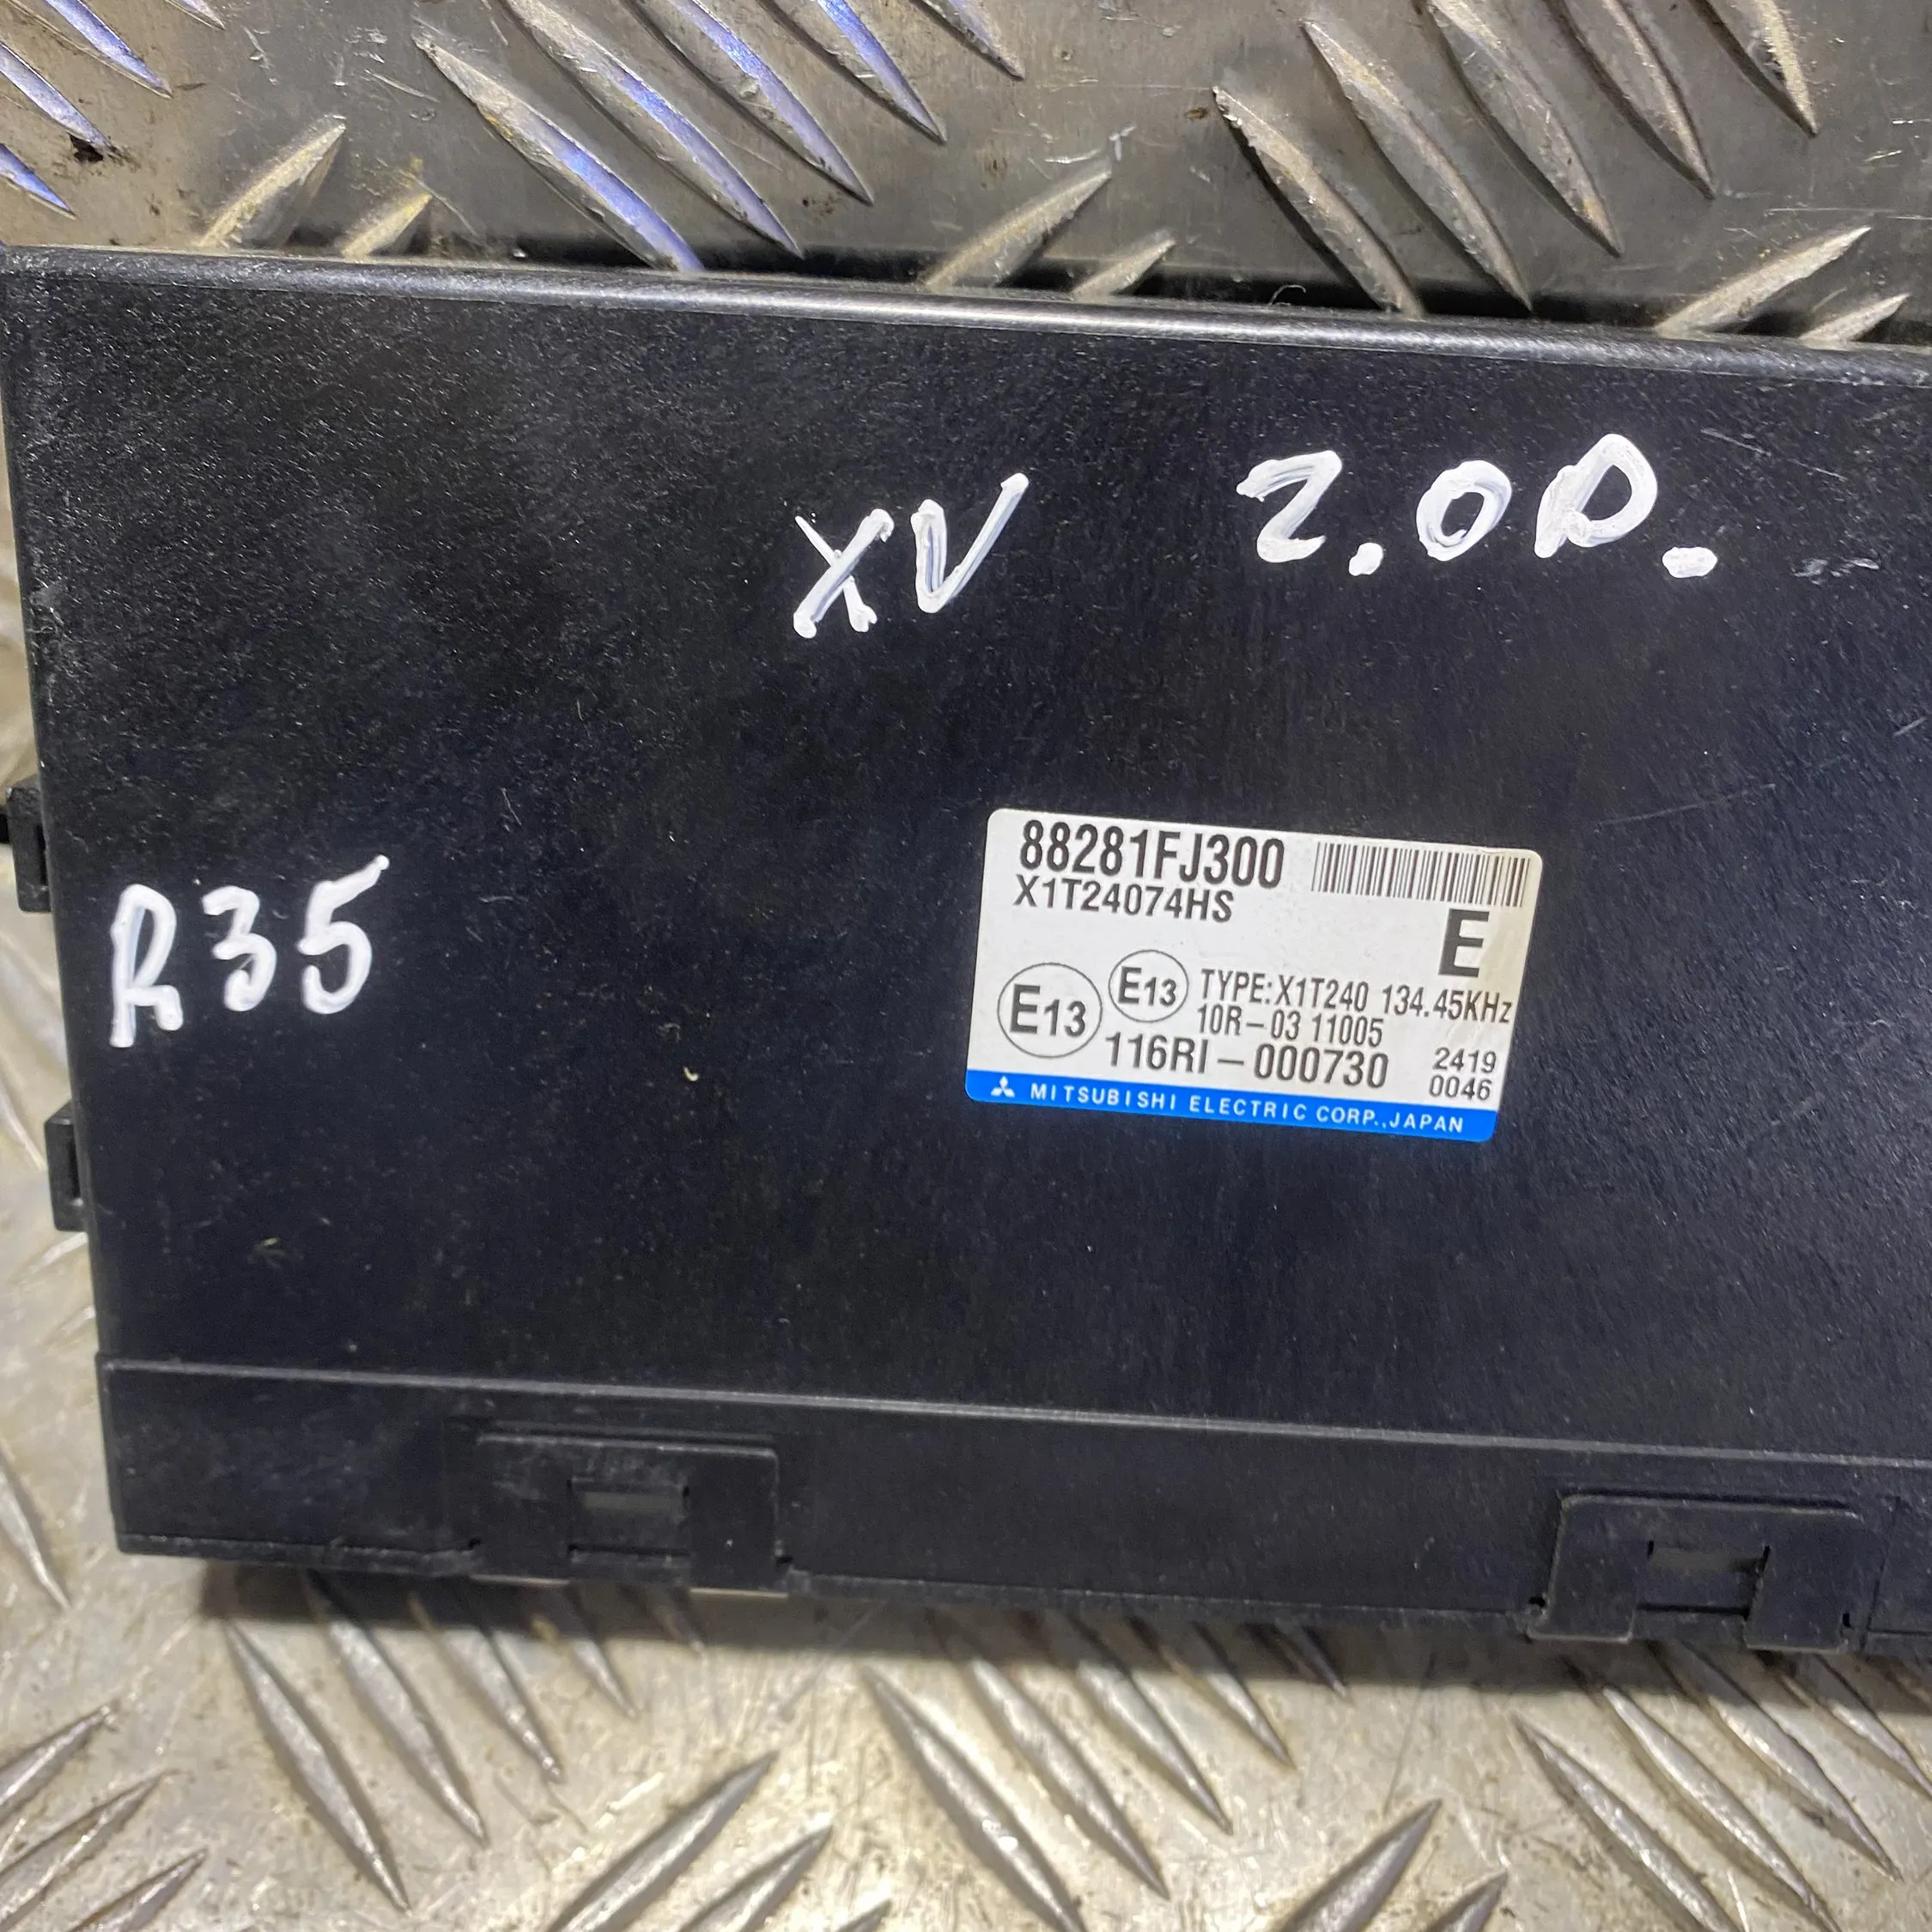 XV 2.0D.
R35
88281FJ300
X1T24074HS
E
E13 E13 TYPE:X1T240 134.45KHz
10R-03 11005
116RI-000730
2419
0046
MITSUBISHI ELECTRIC CORP.,JAPAN